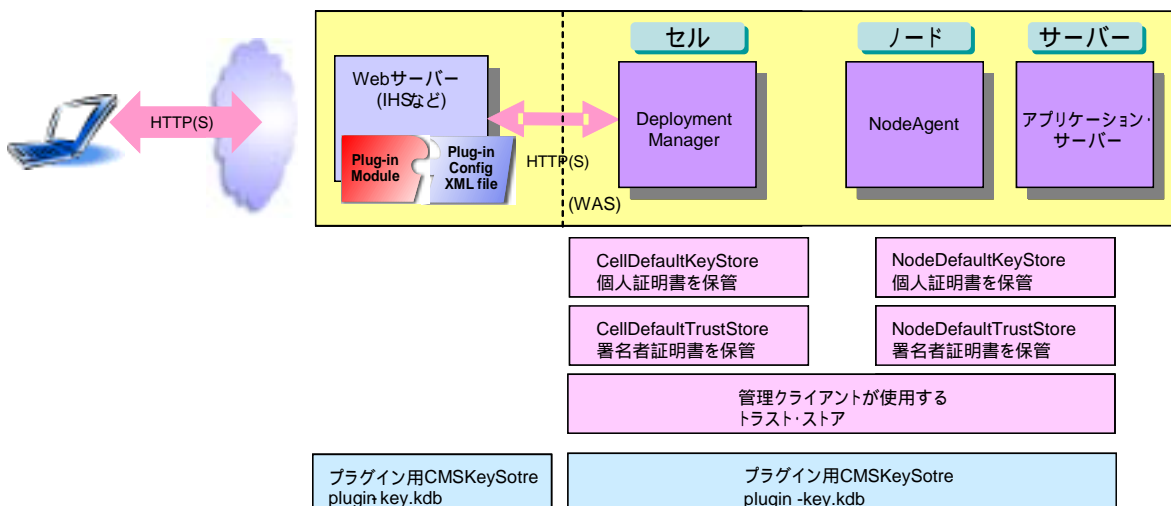 セル
ノード
サーバー
Webサーバー
(IHSなど)
Deployment
Manager
NodeAgent
アプリケーション・
サーバー
HTTP(S)
Plug-in
Module
Plug-in
Config
XML file
HTTP(S)
(WAS)
CellDefaultKeyStore
個人証明書を保管
NodeDefaultKeyStore
個人証明書を保管
CellDefaultTrustStore
署名者証明書を保管
NodeDefaultTrustStore
署名者証明書を保管
管理クライアントが使用する
トラスト・ストア
プラグイン用CMSKeySotre
plugin-key.kdb
プラグイン用CMSKeySotre
plugin -key.kdb